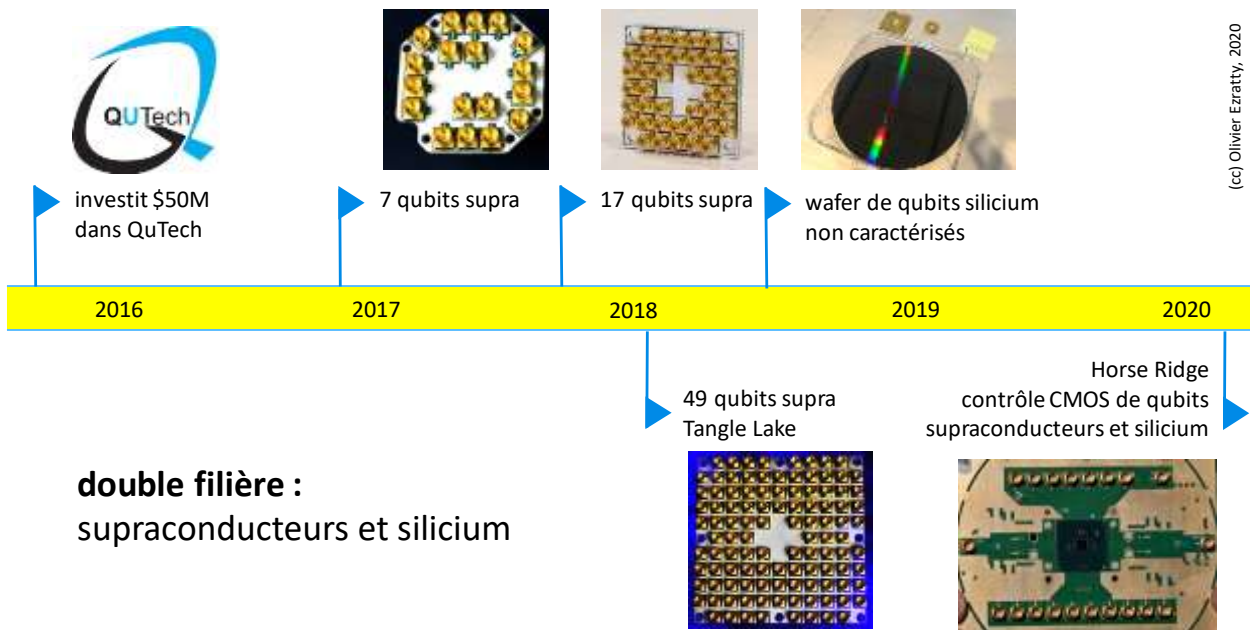 QUTech
(cc) Olivier Ezratty, 2020
investit $50M
dans QuTech
7 qubits supra
17 qubits supra
wafer de qubits silicium
non caractérisés
2016
2017
2018
2019
2020
49 qubits supra
Tangle Lake
Horse Ridge
contrôle CMOS de qubits
supraconducteurs et silicium
double filière :
supraconducteurs et silicium